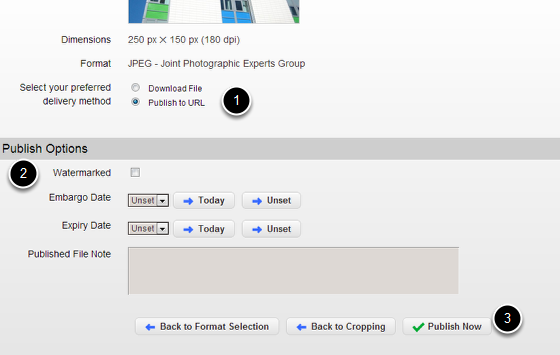 Dimensions 250 px × 150 px (180 dpi)
Format JPEG - Joint Photographic Experts Group
Select your preferred Download File
delivery method Publish to URL 1
Publish Options
2 Watermarked
Embargo Date Unset Today Unset
Expiry Date Unset Today Unset
Published File Note
Back to Format Selection Back to Cropping Publish Now 3